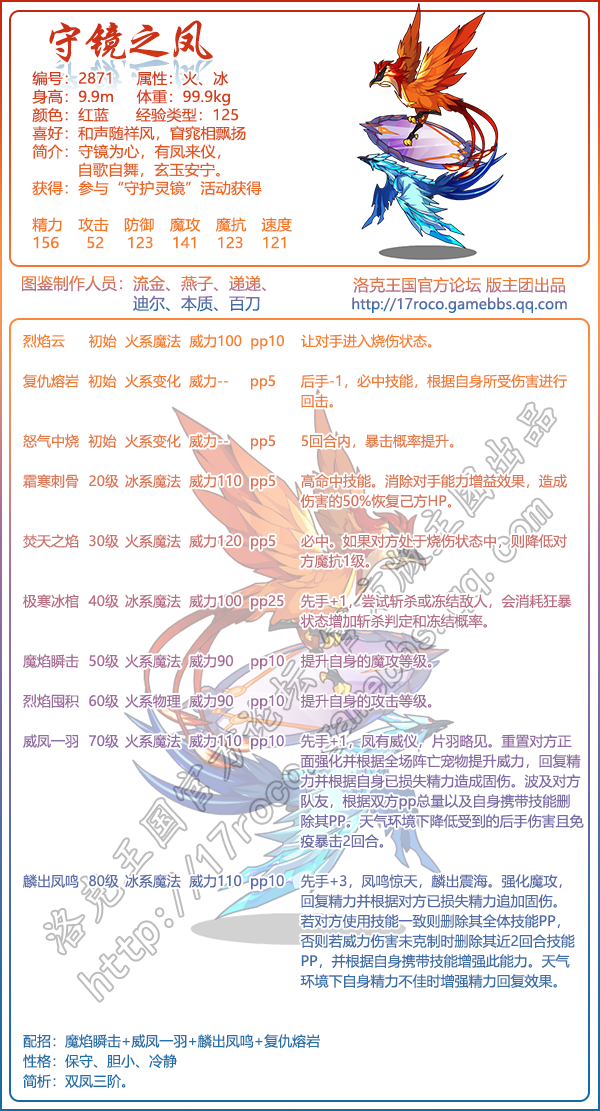 守镜之凤
编号：2871 属性：火、冰
身高：9.9m 体重：99.9kg
颜色：红蓝 经验类型：125
喜好：和声随祥风，窅窕相飘扬
简介：守镜为心，有凤来仪，
自歌自舞，玄玉安宁。
获得：参与“守护灵镜”活动获得
精力 攻击 防御 魔攻 魔抗 速度
156 52 123 141 123 121
图鉴制作人员：流金、燕子、递递、
迪尔、本质、百刀
洛克王国官方论坛 版主团出品
http://17roco.gamebbs.qq.com
烈焰云 初始 火系魔法 威力100 pp10 让对手进入烧伤状态。
复仇熔岩 初始 火系变化 威力-- pp5 后手-1，必中技能，根据自身所受伤害进行
回击。
怒气中烧 初始 火系变化 威力-- pp5 5回合内，暴击概率提升。
霜寒刺骨 20级 冰系魔法 威力110 pp5 高命中技能。消除对手能力增益效果，造成
伤害的50%恢复己方HP。
焚天之焰 30级 火系魔法 威力120 pp5 必中。如果对方处于烧伤状态中，则降低对
方魔抗1级。
极寒冰棺 40级 冰系魔法 威力100 pp25 先手+1，尝试斩杀或冻结敌人，会消耗狂暴
状态增加斩杀判定和冻结概率。
魔焰瞬击 50级 火系魔法 威力90 pp10 提升自身的魔攻等级。
烈焰囤积 60级 火系物理 威力90 pp10 提升自身的攻击等级。
威凤一羽 70级 火系魔法 威力110 pp10 先手+1，凤有威仪，片羽略见。重置对方正
面强化并根据全场阵亡宠物提升威力，回复精
力并根据自身已损失精力造成固伤。波及对方
队友，根据双方pp总量以及自身携带技能删
除其PP。天气环境下降低受到的后手伤害且免
疫暴击2回合。
麟出凤鸣 80级 冰系魔法 威力110 pp10 先手+3，凤鸣惊天，麟出震海。强化魔攻，
回复精力并根据对方已损失精力追加固伤。
若对方使用技能一致则删除其全体技能PP，
否则若威力伤害未克制时删除其近2回合技能
PP，并根据自身携带技能增强此能力。天气
环境下自身精力不佳时增强精力回复效果。
配招：魔焰瞬击+威凤一羽+麟出凤鸣+复仇熔岩
性格：保守、胆小、冷静
简析：双凤三阶。
洛克王国官方论坛 版主团出品
http://17roco.gamebbs.qq.com